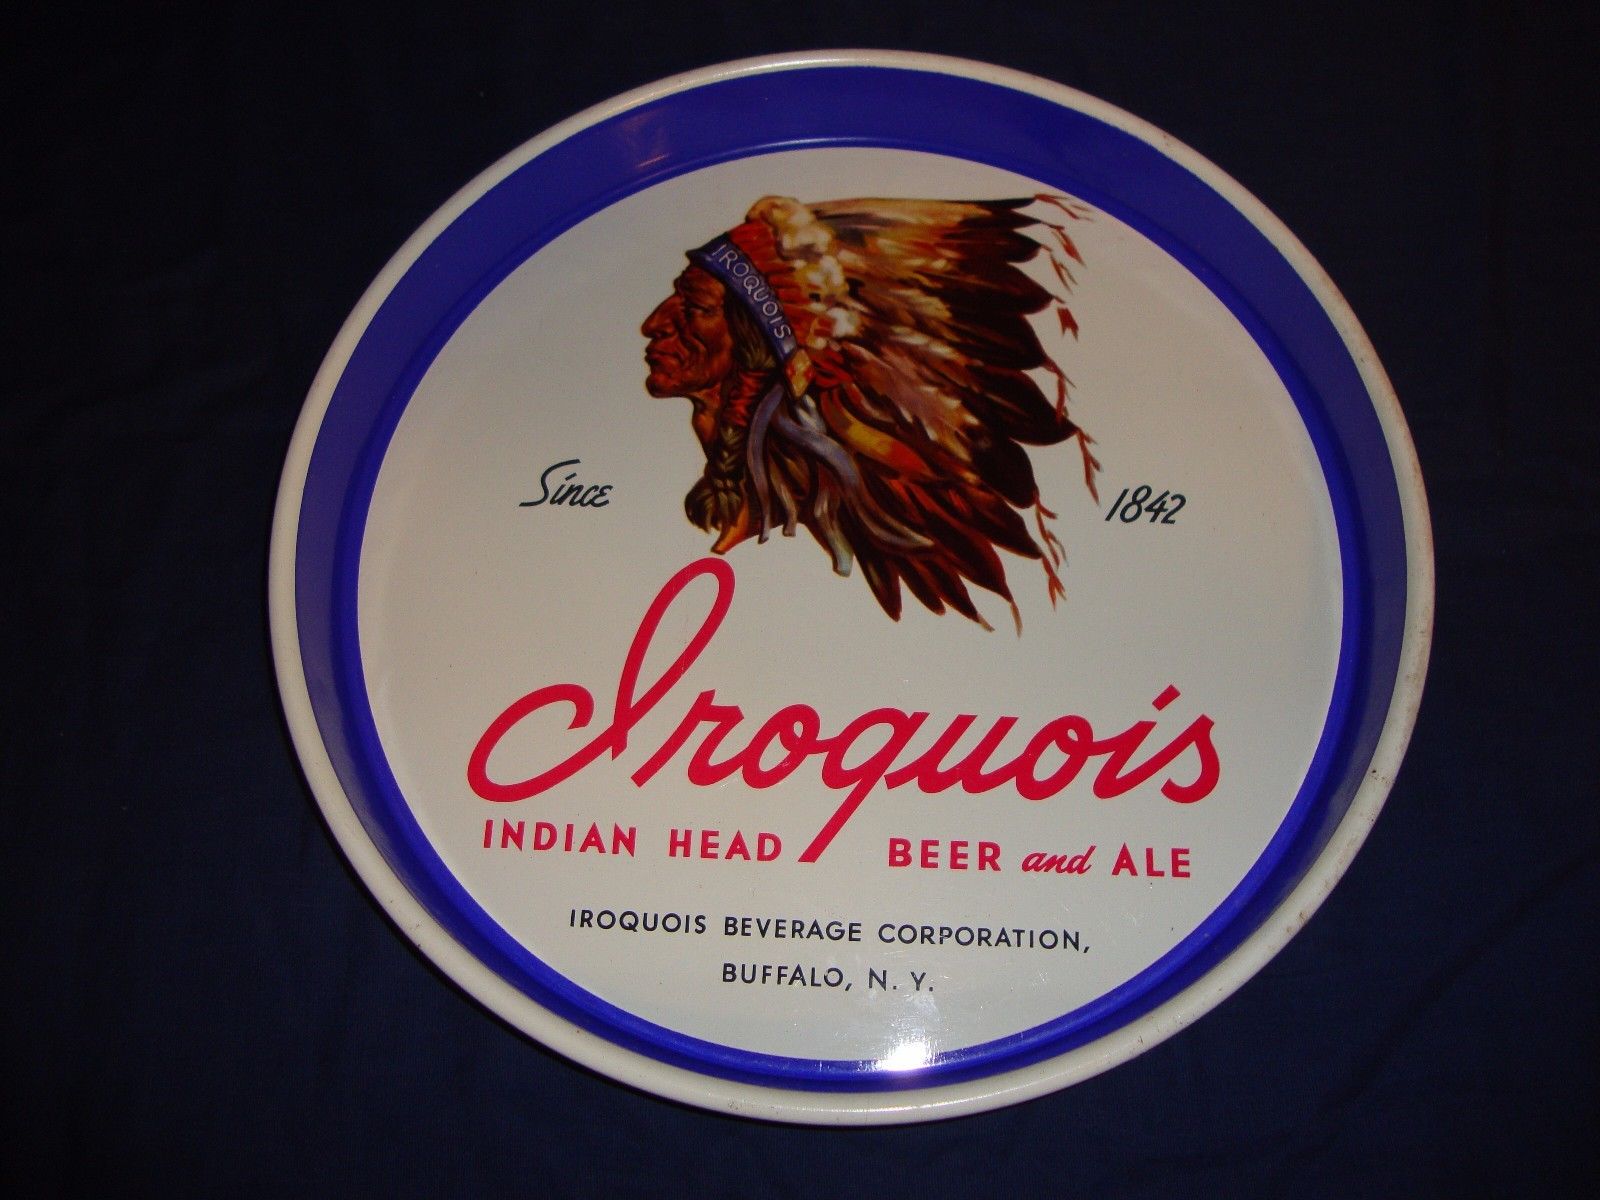 IROQUOIS
Since 1842
Iroquois
INDIAN HEAD BEER and ALE
IROQUOIS BEVERAGE CORPORATION,
BUFFALO, N. Y.